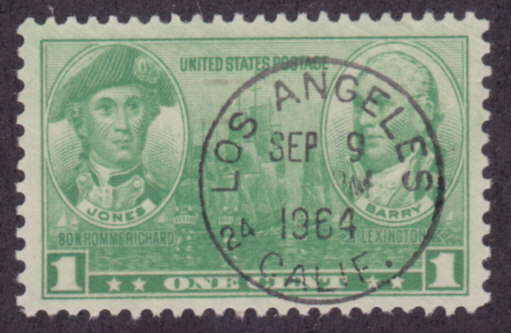 UNITED STATES POSTAGE
JONES
BARRY
BON HOMME RICHARD
LEXINGTON
1 ★★ ONE CENT ★★ 1
LOS ANGELES
SEP 9
PM
24 1964
CALIF.